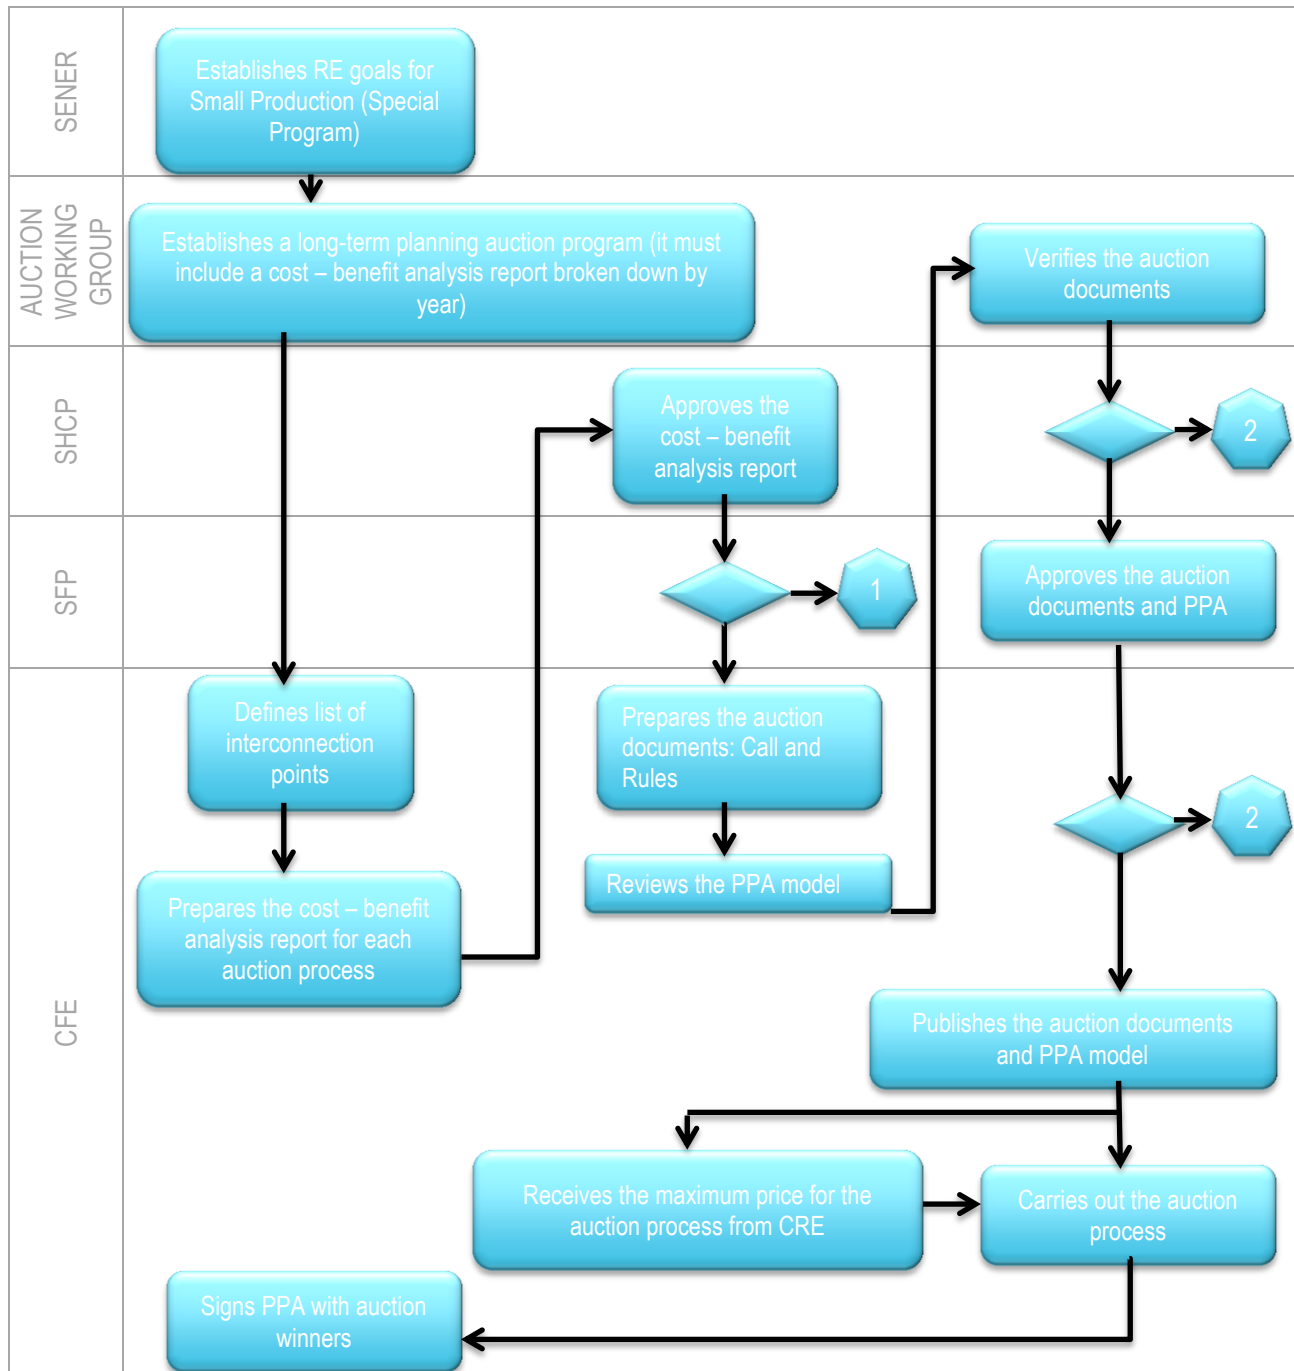 SENER
Establishes RE goals for
Small Production (Special
Program)
AUCTION
WORKING
GROUP
Establishes a long-term planning auction program (it must
include a cost – benefit analysis report broken down by
year)
Verifies the auction
documents
SHCP
Approves the
cost – benefit
analysis report
2
SFP
1
Approves the auction
documents and PPA
CFE
Defines list of
interconnection
points
Prepares the auction
documents: Call and
Rules
2
Reviews the PPA model
Prepares the cost – benefit
analysis report for each
auction process
Publishes the auction documents
and PPA model
Receives the maximum price for the
auction process from CRE
Carries out the auction
process
Signs PPA with auction
winners